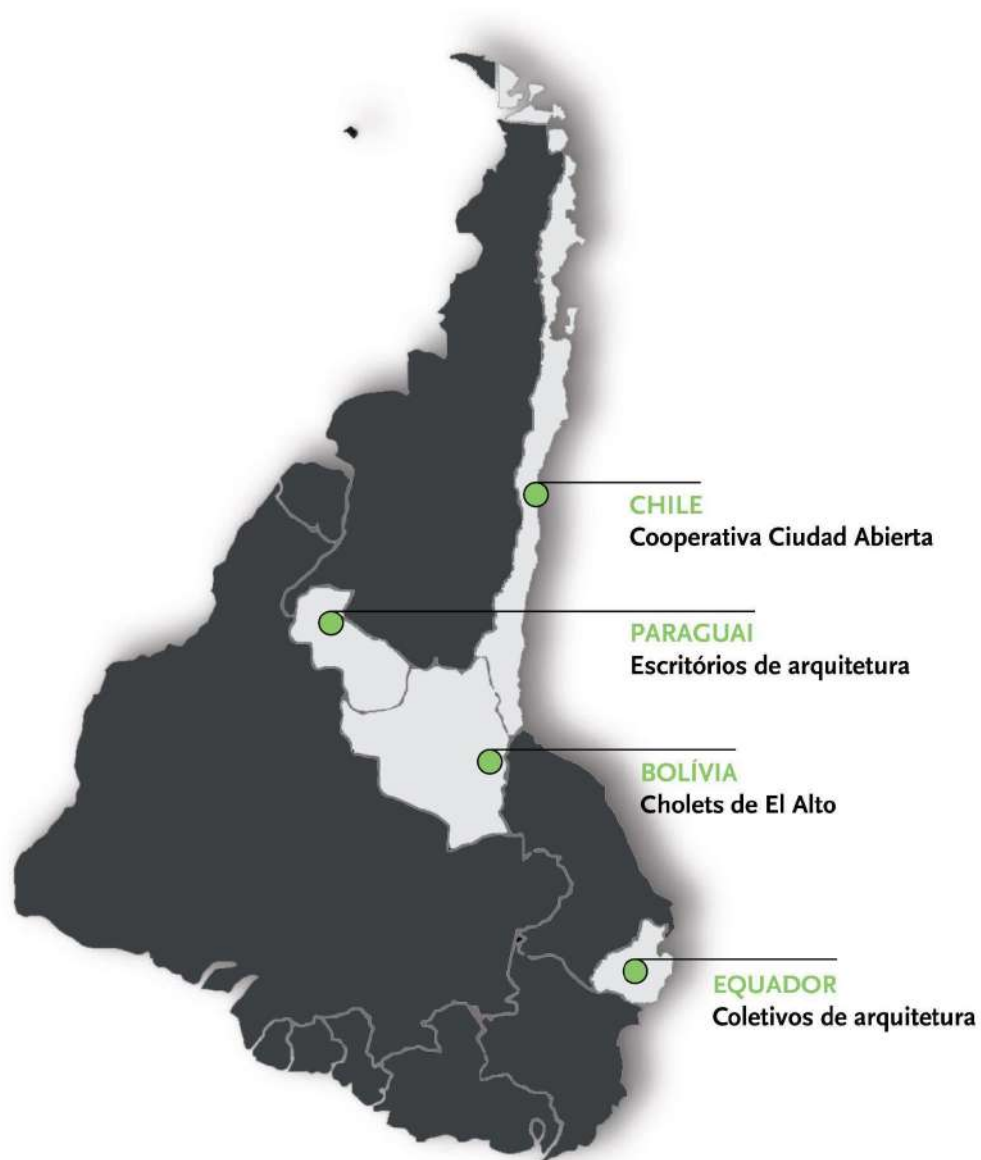 CHILE
Cooperativa Ciudad Abierta
PARAGUAI
Escritórios de arquitetura
BOLÍVIA
Cholets de El Alto
EQUADOR
Coletivos de arquitetura